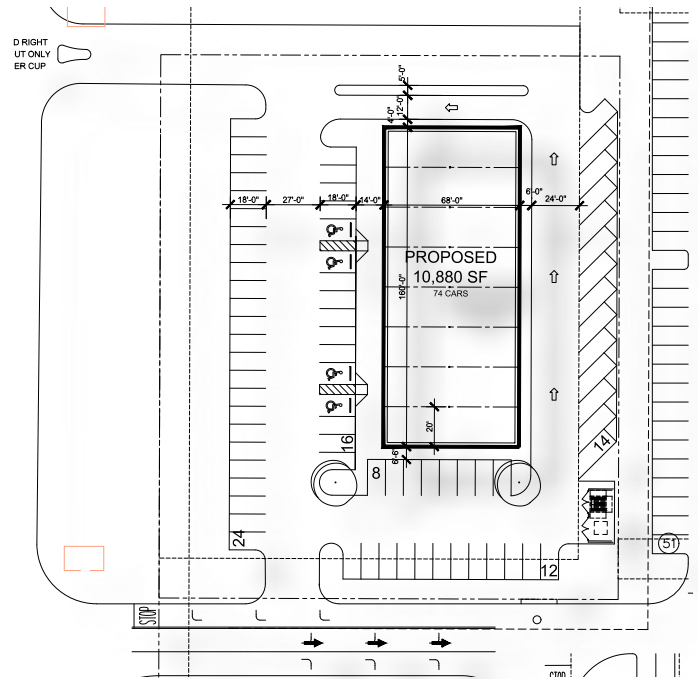 D RIGHT
UT ONLY
ER CUP
5'-0"
12'-0"
4'-0"
18'-0"
27'-0"
18'-0"
14'-0"
68'-0"
6'-0"
24'-0"
PROPOSED
10,880 SF
74 CARS
160'-0"
20'
6'-6"
16
8
14
24
12
51
STOP
STOP